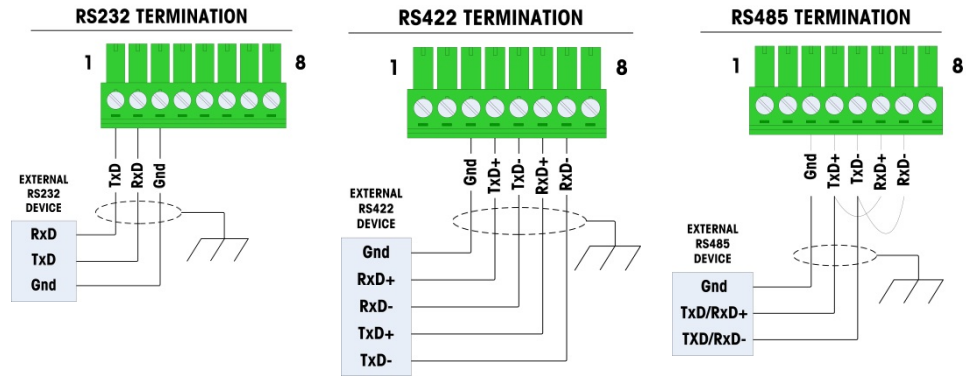 RS232 TERMINATION
1
8
TxD
RxD
Gnd
EXTERNAL
RS232
DEVICE
RxD
TxD
Gnd
RS422 TERMINATION
1
8
Gnd
TxD+
TxD-
RxD+
RxD-
EXTERNAL
RS422
DEVICE
Gnd
RxD+
RxD-
TxD+
TxD-
RS485 TERMINATION
1
8
Gnd
TxD+
TxD-
RxD+
RxD-
EXTERNAL
RS485
DEVICE
Gnd
TxD/RxD+
TXD/RxD-